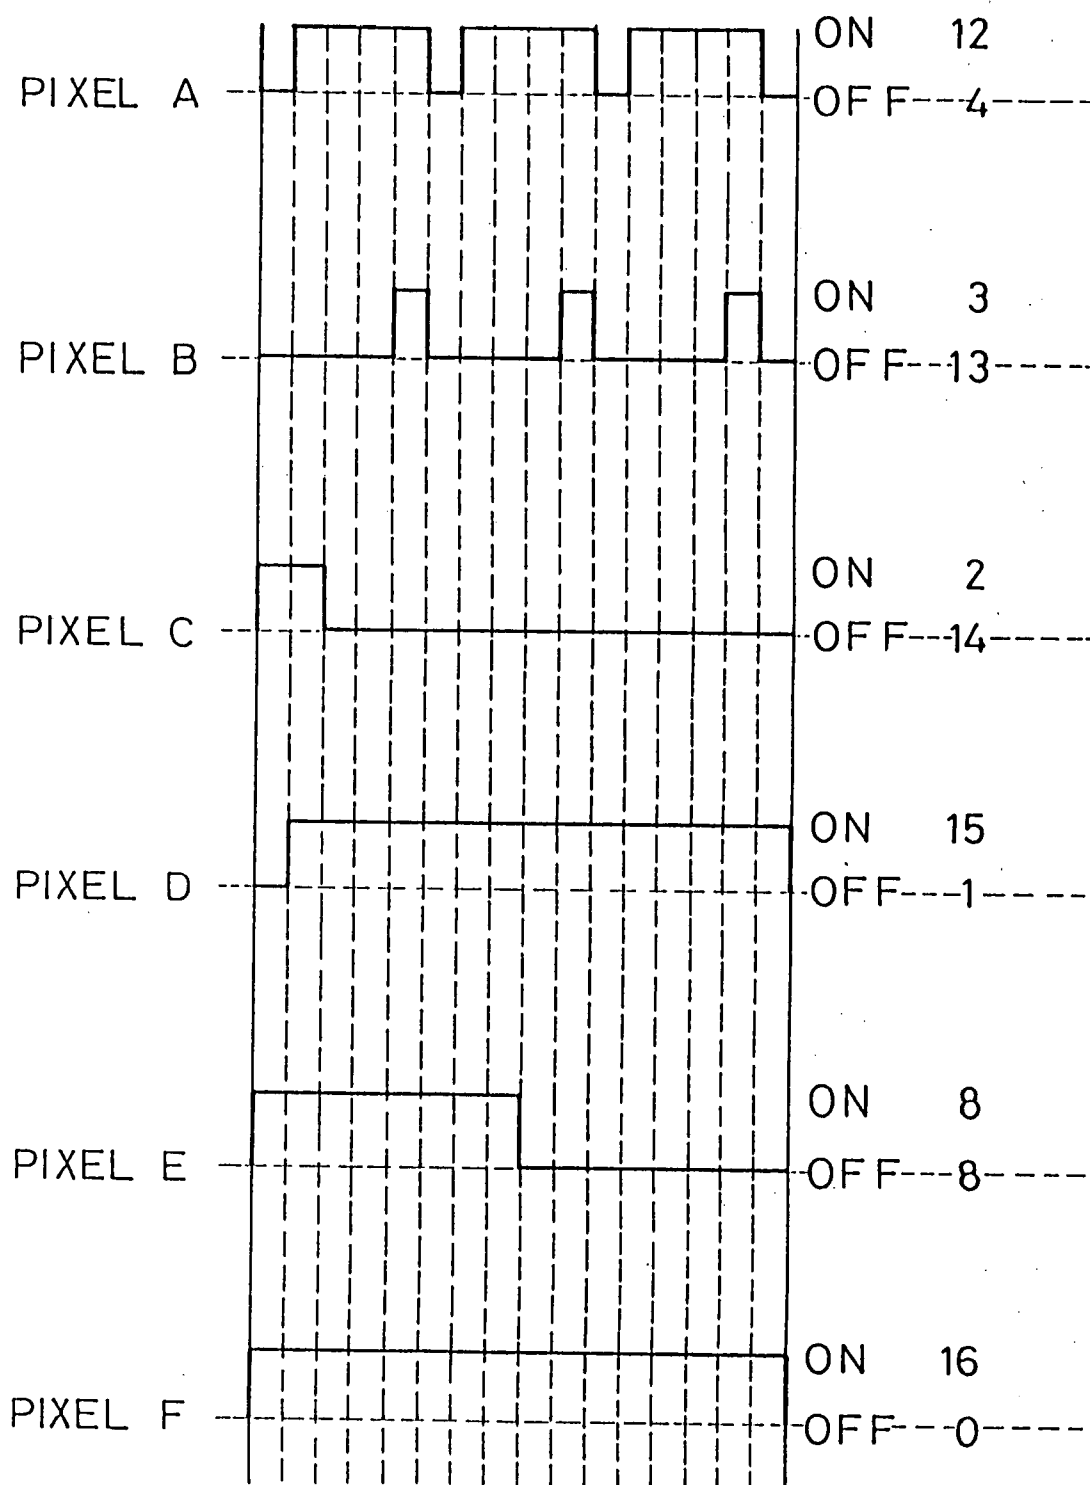 ON 12
PIXEL A OFF 4
ON 3
PIXEL B OFF 13
ON 2
PIXEL C OFF 14
ON 15
PIXEL D OFF 1
ON 8
PIXEL E OFF 8
ON 16
PIXEL F OFF 0